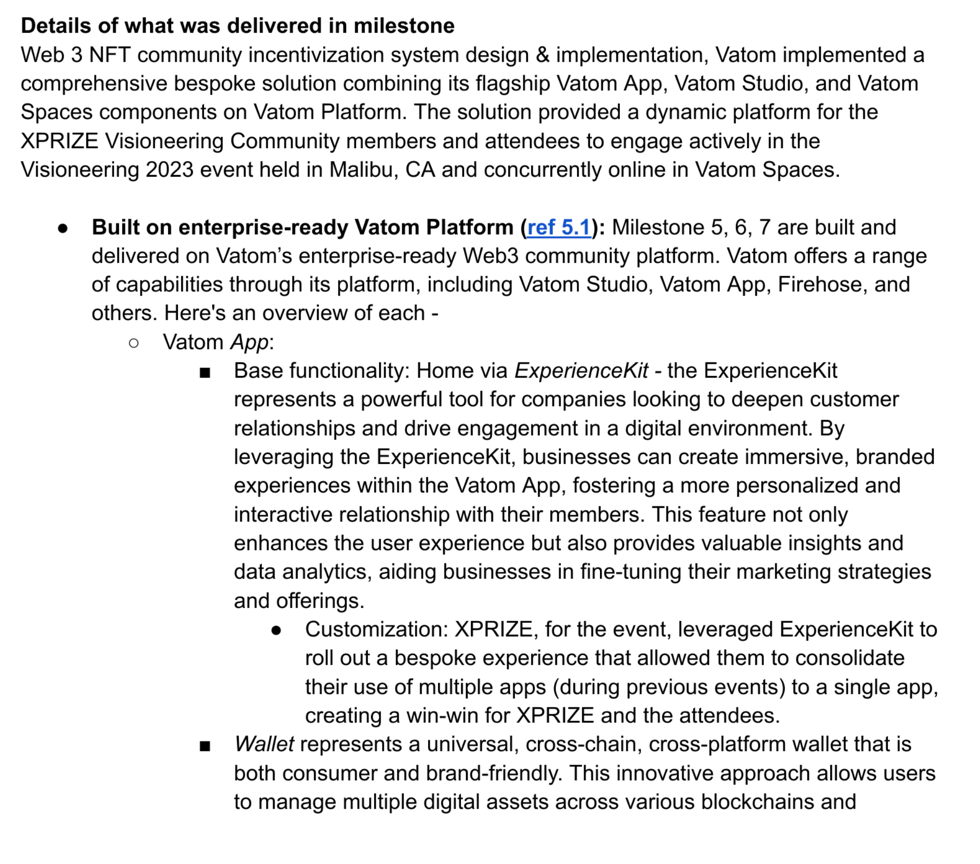 Details of what was delivered in milestone
Web 3 NFT community incentivization system design & implementation, Vatom implemented a
comprehensive bespoke solution combining its flagship Vatom App, Vatom Studio, and Vatom
Spaces components on Vatom Platform. The solution provided a dynamic platform for the
XPRIZE Visioneering Community members and attendees to engage actively in the
Visioneering 2023 event held in Malibu, CA and concurrently online in Vatom Spaces.
● Built on enterprise-ready Vatom Platform (ref 5.1): Milestone 5, 6, 7 are built and
delivered on Vatom’s enterprise-ready Web3 community platform. Vatom offers a range
of capabilities through its platform, including Vatom Studio, Vatom App, Firehose, and
others. Here's an overview of each -
○ Vatom App:
■ Base functionality: Home via ExperienceKit - the ExperienceKit
represents a powerful tool for companies looking to deepen customer
relationships and drive engagement in a digital environment. By
leveraging the ExperienceKit, businesses can create immersive, branded
experiences within the Vatom App, fostering a more personalized and
interactive relationship with their members. This feature not only
enhances the user experience but also provides valuable insights and
data analytics, aiding businesses in fine-tuning their marketing strategies
and offerings.
● Customization: XPRIZE, for the event, leveraged ExperienceKit to
roll out a bespoke experience that allowed them to consolidate
their use of multiple apps (during previous events) to a single app,
creating a win-win for XPRIZE and the attendees.
■ Wallet represents a universal, cross-chain, cross-platform wallet that is
both consumer and brand-friendly. This innovative approach allows users
to manage multiple digital assets across various blockchains and